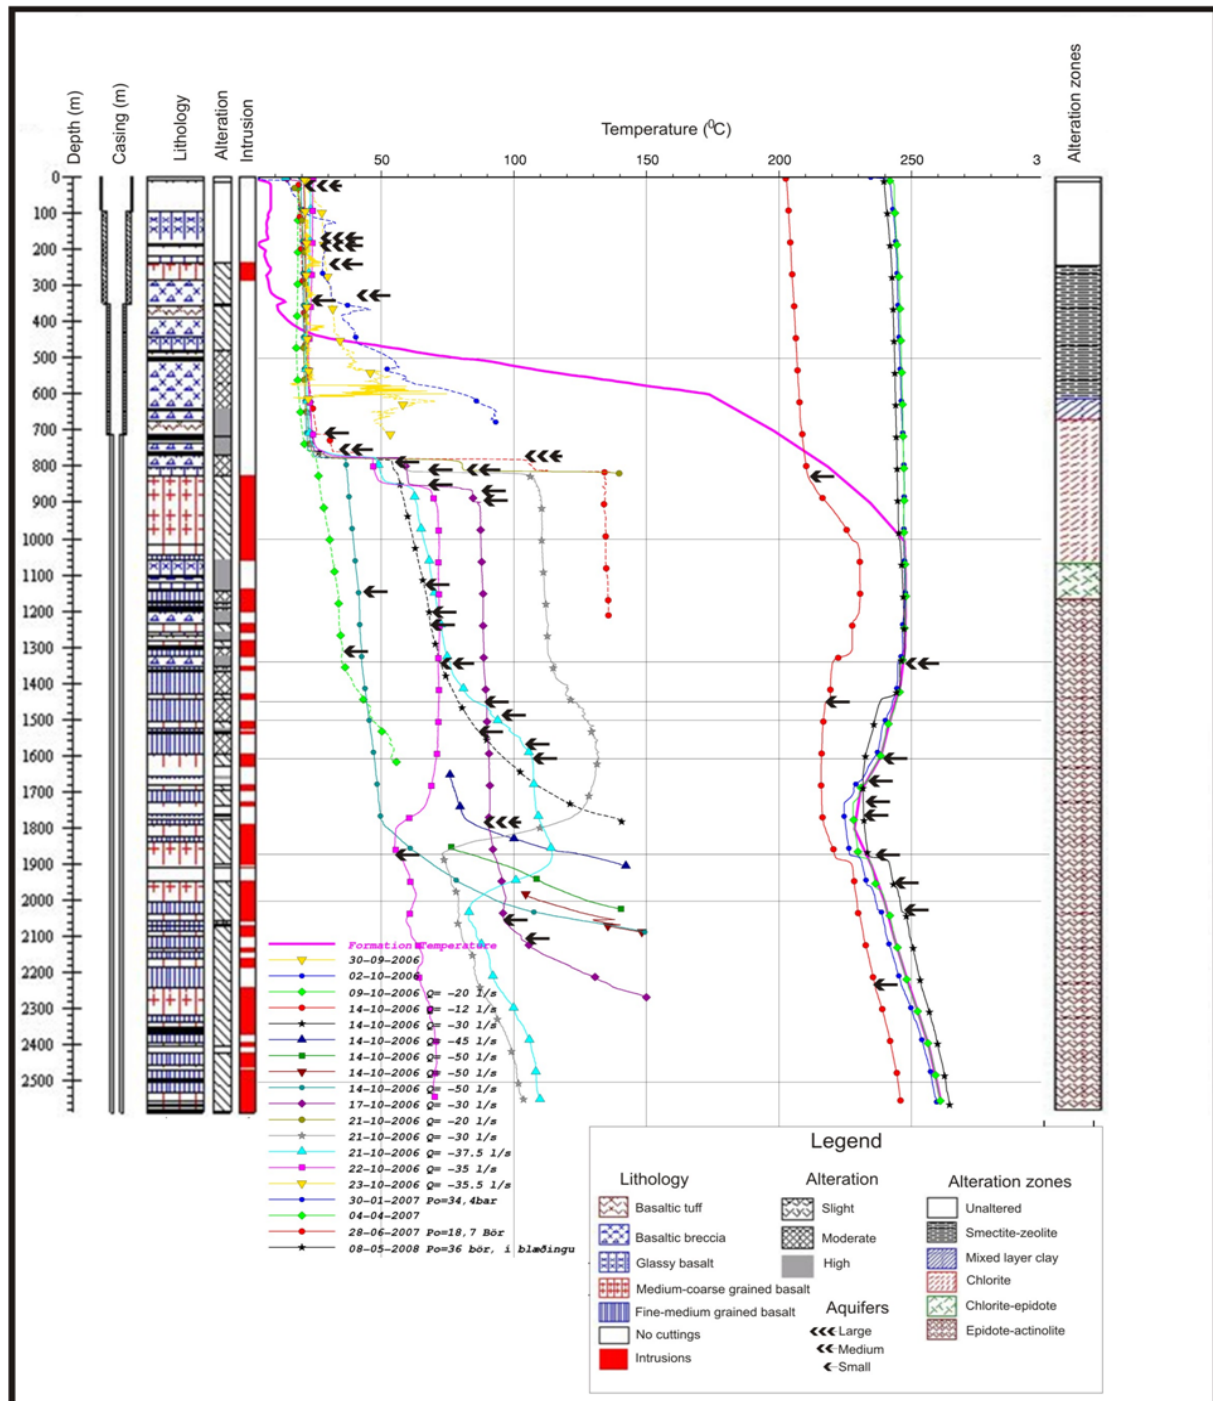 Depth (m)
Casing (m)
Lithology
Alteration
Intrusion
Temperature (⁰C)
Alteration zones
50
100
150
200
250
3
0
100
200
300
400
500
600
700
800
900
1000
1100
1200
1300
1400
1500
1600
1700
1800
1900
2000
2100
2200
2300
2400
2500
Formation Temperature
30-09-2006
02-10-2006
09-10-2006 Q= -20 l/s
14-10-2006 Q= -12 l/s
14-10-2006 Q= -30 l/s
14-10-2006 Q= -45 l/s
14-10-2006 Q= -50 l/s
14-10-2006 Q= -50 l/s
14-10-2006 Q= -50 l/s
17-10-2006 Q= -30 l/s
21-10-2006 Q= -20 l/s
21-10-2006 Q= -30 l/s
21-10-2006 Q= -37.5 l/s
22-10-2006 Q= -35 l/s
23-10-2006 Q= -35.5 l/s
30-01-2007 Po=34,4bar
04-04-2007
28-06-2007 Po=18,7 Bör
08-05-2008 Po=36 bör, i blæðingu
Legend
Lithology
Basaltic tuff
Basaltic breccia
Glassy basalt
Medium-coarse grained basalt
Fine-medium grained basalt
No cuttings
Intrusions
Alteration
Slight
Moderate
High
Aquifers
Large
Medium
Small
Alteration zones
Unaltered
Smectite-zeolite
Mixed layer clay
Chlorite
Chlorite-epidote
Epidote-actinolite